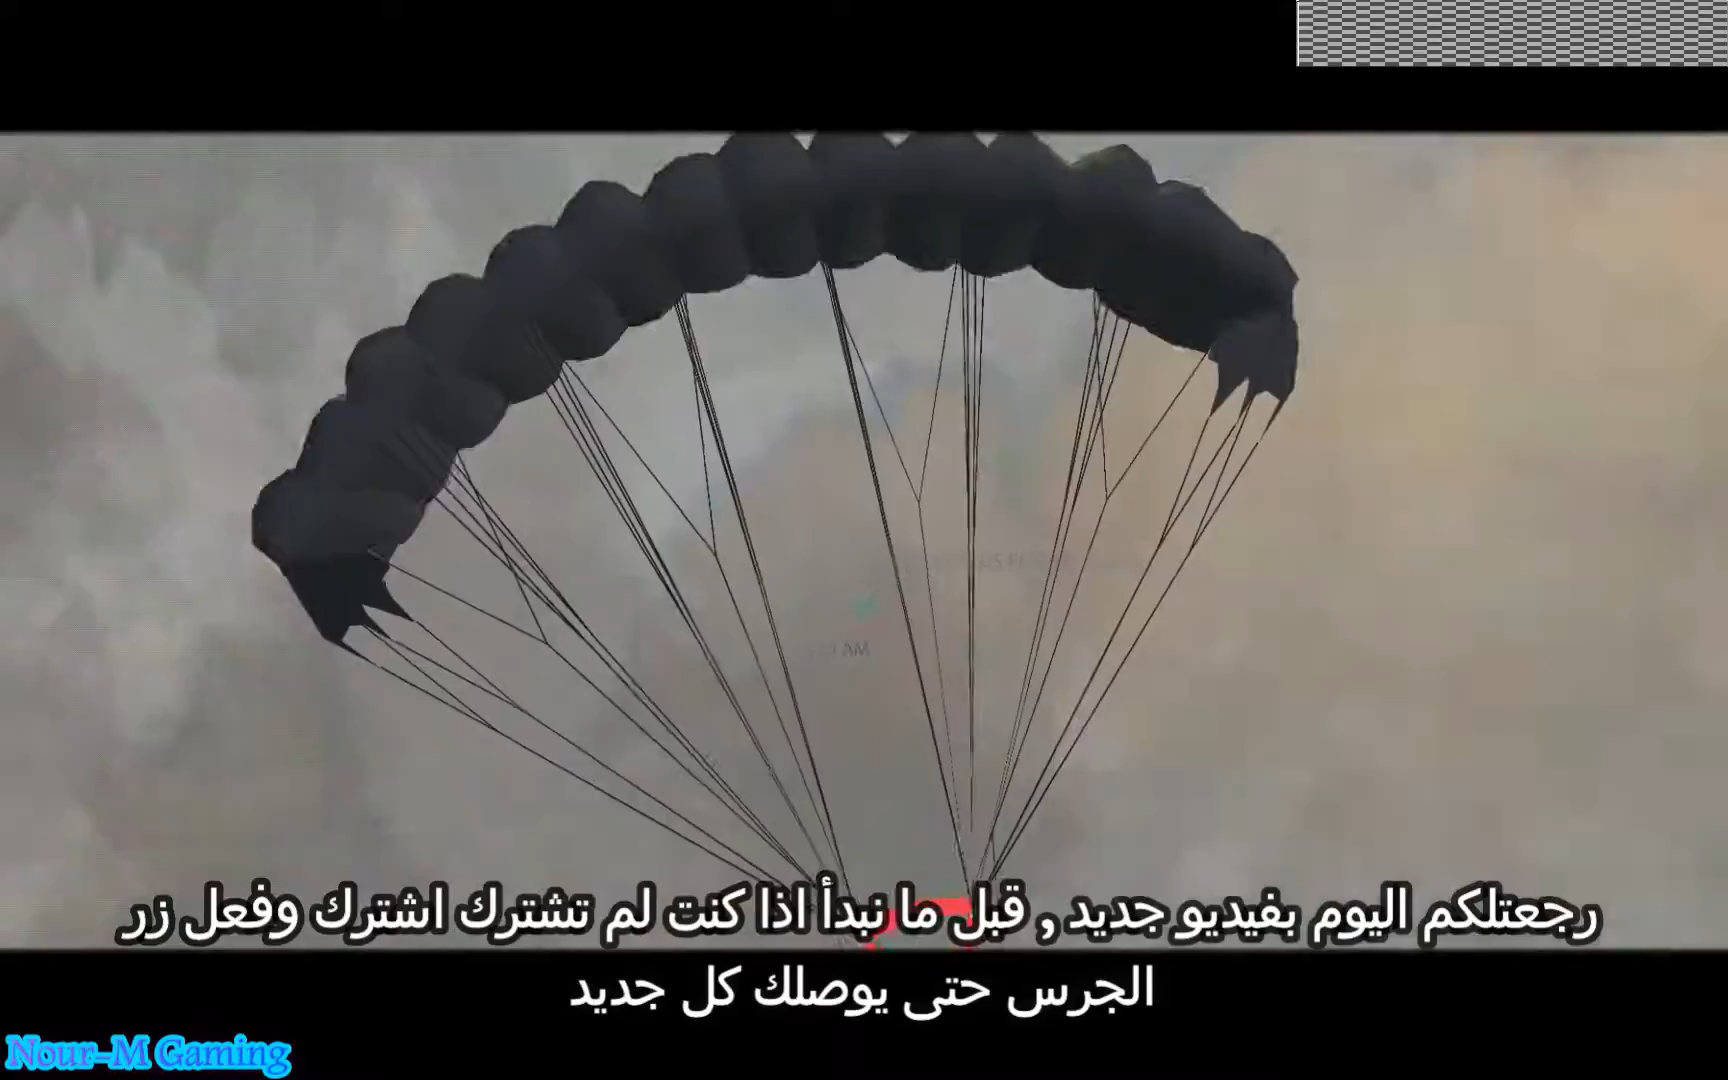 رجعتلكم اليوم بفيديو جديد , قبل ما نبدأ اذا كنت لم تشترك اشترك وفعل زر
الجرس حتى يوصلك كل جديد
Nour-M Gaming